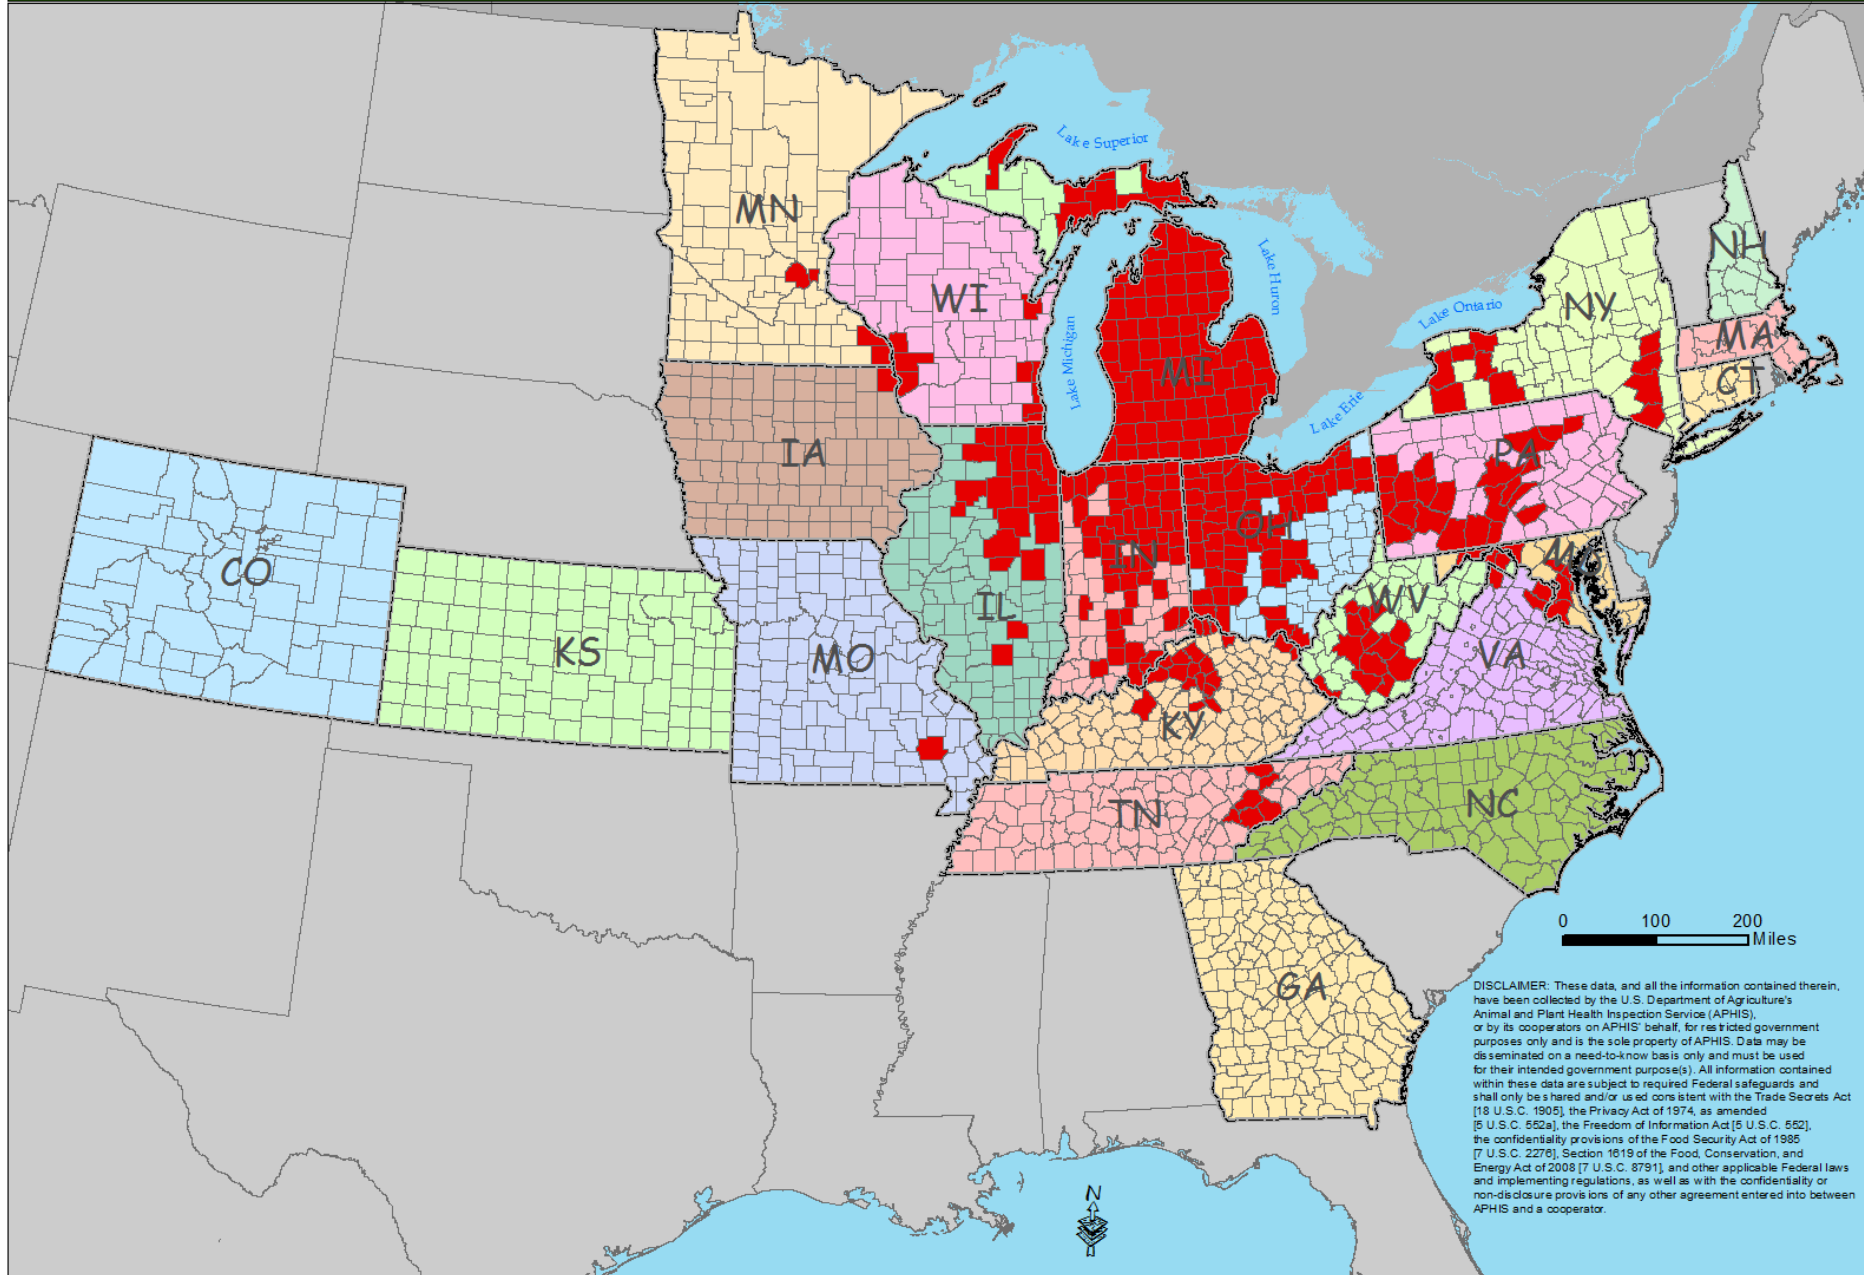 Lake Superior
MN
NH
WI
Lake Huron
NY
Lake Ontario
Lake Michigan
MA
MI
CT
Lake Erie
IA
PA
OH
IN
MD
CO
WV
IL
KS
MO
VA
KY
NC
TN
0 100 200
Miles
GA
DISCLAIMER: These data, and all the information contained therein,
have been collected by the U.S. Department of Agriculture's
Animal and Plant Health Inspection Service (APHIS),
or by its cooperators on APHIS' behalf, for restricted government
purposes only and is the sole property of APHIS. Data may be
disseminated on a need-to-know basis only and must be used
for their intended government purpose(s). All information contained
within these data are subject to required Federal safeguards and
shall only be shared and/or used consistent with the Trade Secrets Act
[18 U.S.C. 1905], the Privacy Act of 1974, as amended
[5 U.S.C. 552a], the Freedom of Information Act [5 U.S.C. 552],
the confidentiality provisions of the Food Security Act of 1985
[7 U.S.C. 2276], Section 1619 of the Food, Conservation, and
Energy Act of 2008 [7 U.S.C. 8791], and other applicable Federal laws
and implementing regulations, as well as with the confidentiality or
non-disclosure provisions of any other agreement entered into between
APHIS and a cooperator.
N